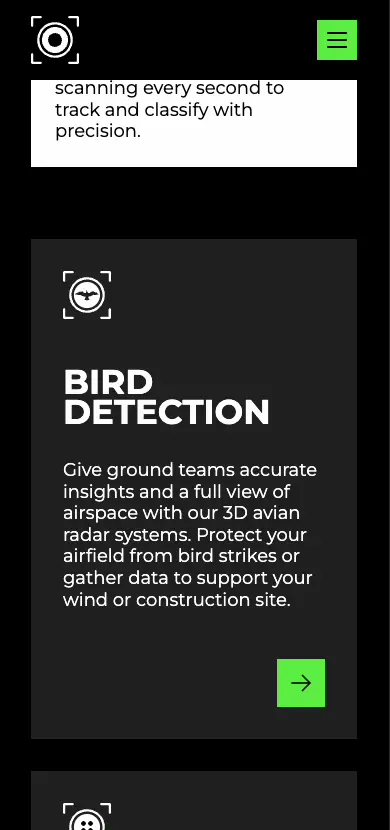 scanning every second to
track and classify with
precision.
BIRD
DETECTION
Give ground teams accurate
insights and a full view of
airspace with our 3D avian
radar systems. Protect your
airfield from bird strikes or
gather data to support your
wind or construction site.